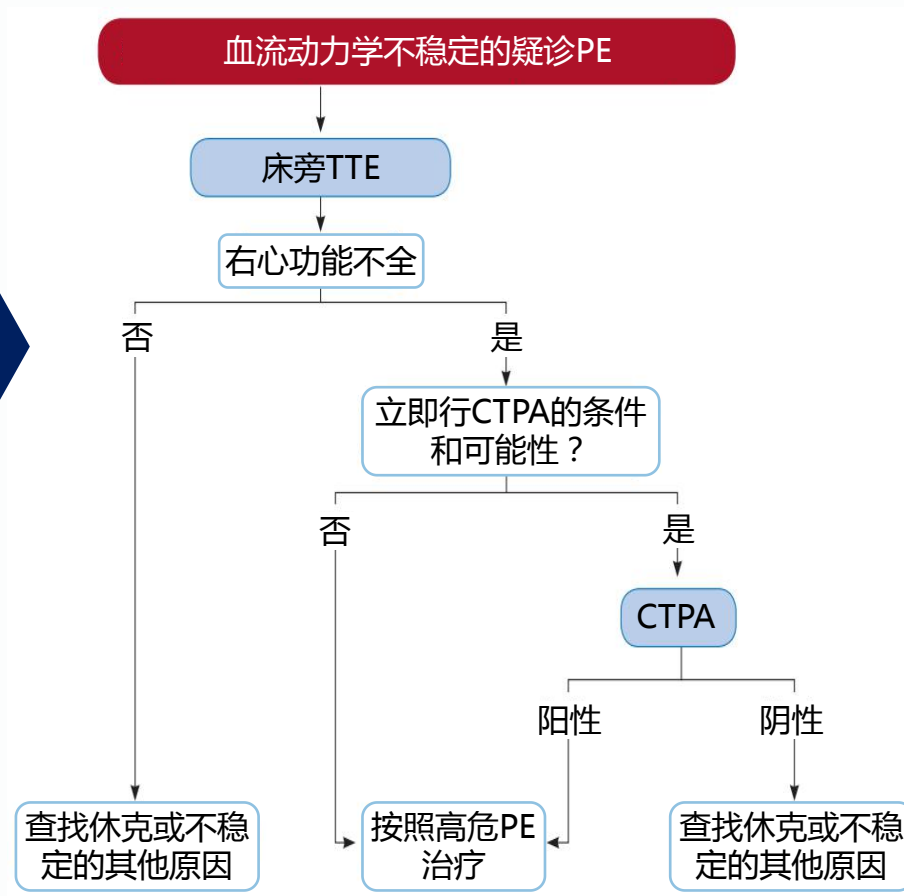 血流动力学不稳定的疑诊PE
床旁TTE
右心功能不全
否
是
立即行CTPA的条件
和可能性？
否
是
CTPA
阳性
阴性
查找休克或不稳
定的其他原因
按照高危PE
治疗
查找休克或不稳
定的其他原因